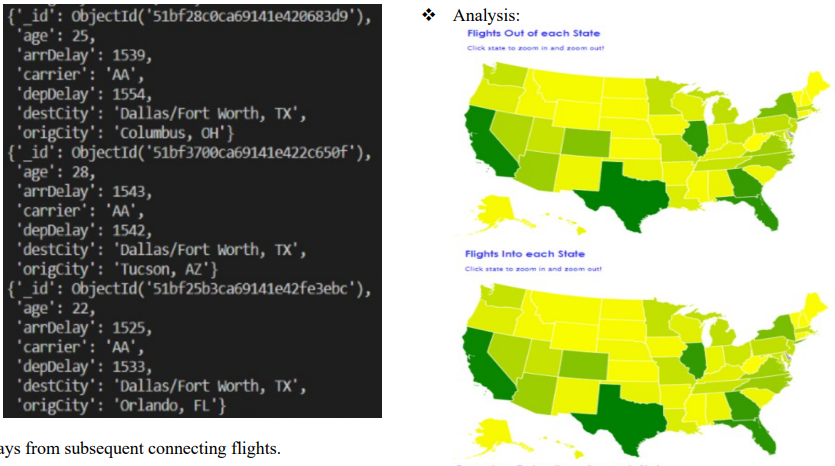 {'_id': ObjectId('51bf28c0ca69141e420683d9'),
'age': 25,
'arrDelay': 1539,
'carrier': 'AA',
'depDelay': 1554,
'destCity': 'Dallas/Fort Worth, TX',
'origCity': 'Columbus, OH'}
{'_id': ObjectId('51bf3700ca69141e422c650f'),
'age': 28,
'arrDelay': 1543,
'carrier': 'AA',
'depDelay': 1542,
'destCity': 'Dallas/Fort Worth, TX',
'origCity': 'Tucson, AZ'}
{'_id': ObjectId('51bf25b3ca69141e42fe3ebc'),
'age': 22,
'arrDelay': 1525,
'carrier': 'AA',
'depDelay': 1533,
'destCity': 'Dallas/Fort Worth, TX',
'origCity': 'Orlando, FL'}
ays from subsequent connecting flights.
❖ Analysis:
Flights Out of each State
Click state to zoom in and zoom out!
Flights Into each State
Click state to zoom in and zoom out!